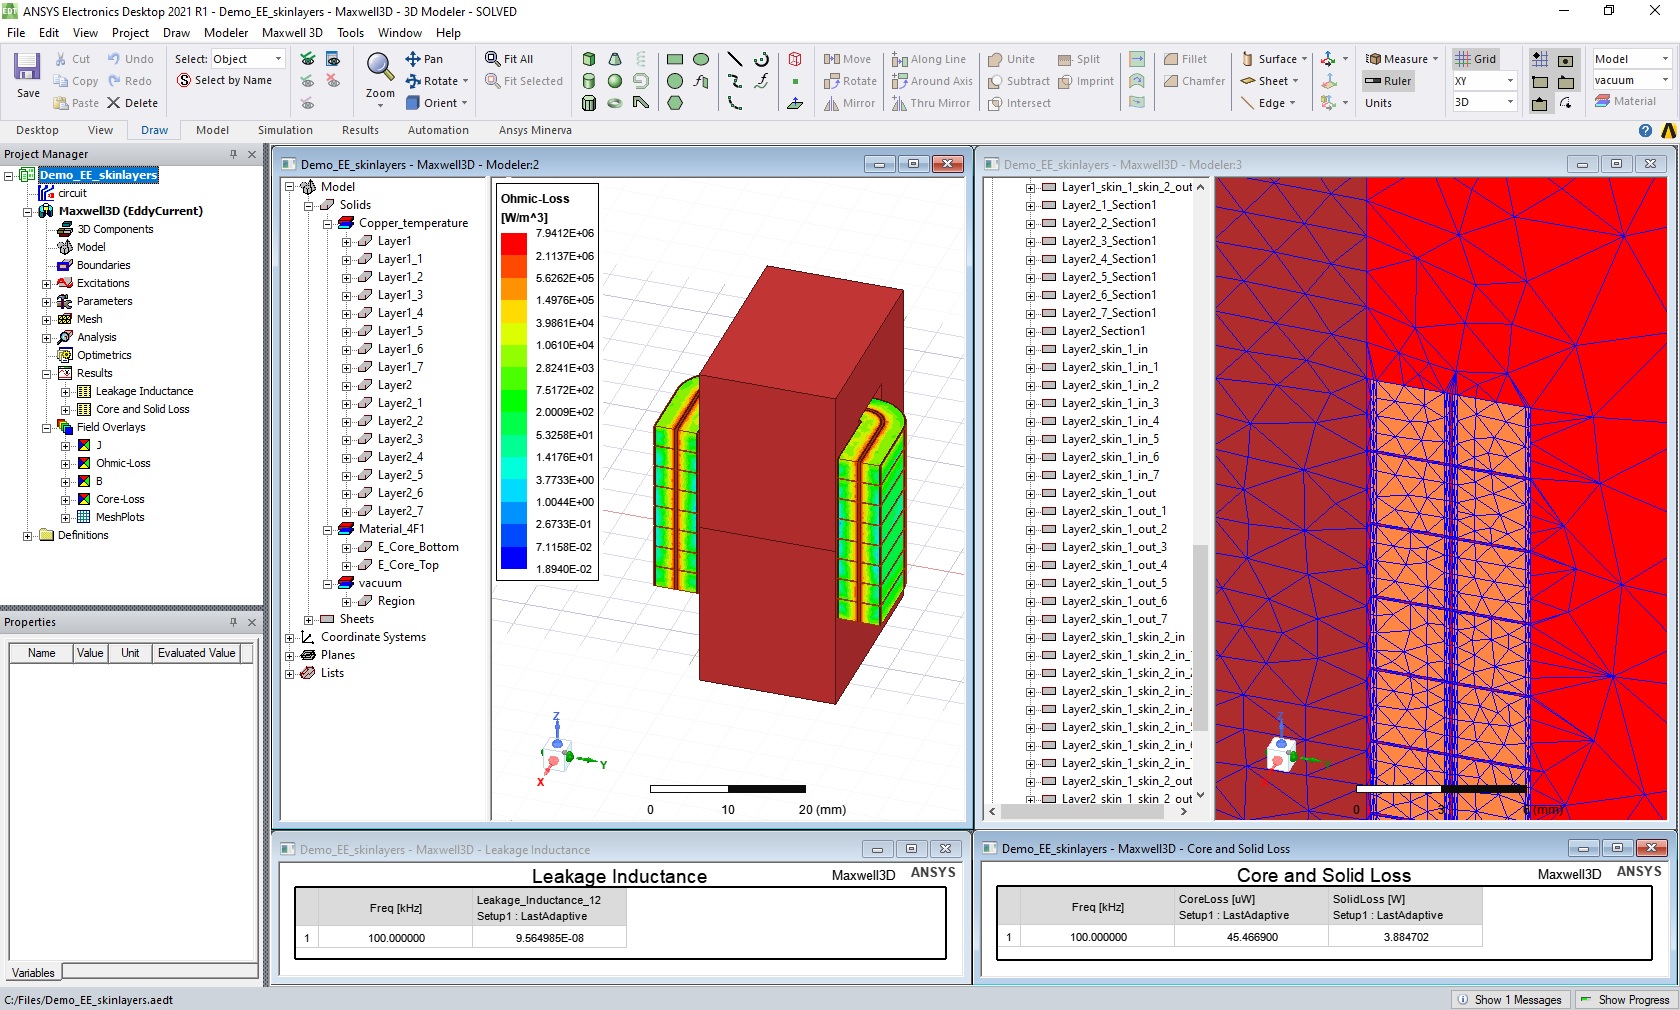 ANSYS Electronics Desktop 2021 R1 - Demo_EE_skinlayers - Maxwell3D - 3D Modeler - SOLVED
File Edit View Project Draw Modeler Maxwell 3D Tools Window Help
Save
Cut
Copy
Paste
Undo
Redo
Delete
Select: Object
Select by Name
Zoom
Pan
Rotate
Orient
Fit All
Fit Selected
Move
Rotate
Mirror
Along Line
Around Axis
Thru Mirror
Unite
Subtract
Intersect
Split
Imprint
Fillet
Chamfer
Surface
Sheet
Edge
Measure
Ruler
Units
Grid
XY
3D
Model
vacuum
Material
Desktop View Draw Model Simulation Results Automation Ansys Minerva
Project Manager
Demo_EE_skinlayers
circuit
Maxwell3D (EddyCurrent)
3D Components
Model
Boundaries
Excitations
Parameters
Mesh
Analysis
Optimetrics
Results
Leakage Inductance
Core and Solid Loss
Field Overlays
J
Ohmic-Loss
B
Core-Loss
MeshPlots
Definitions
Properties
Name Value Unit Evaluated Value
Variables
Demo_EE_skinlayers - Maxwell3D - Modeler:2
Model
Solids
Copper_temperature
Layer1
Layer1_1
Layer1_2
Layer1_3
Layer1_4
Layer1_5
Layer1_6
Layer1_7
Layer2
Layer2_1
Layer2_2
Layer2_3
Layer2_4
Layer2_5
Layer2_6
Layer2_7
Material_4F1
E_Core_Bottom
E_Core_Top
vacuum
Region
Sheets
Coordinate Systems
Planes
Lists
Ohmic-Loss
[W/m^3]
7.9412E+06
2.1137E+06
5.6262E+05
1.4976E+05
3.9861E+04
1.0610E+04
2.8241E+03
7.5172E+02
2.0009E+02
5.3258E+01
1.4176E+01
3.7733E+00
1.0044E+00
2.6733E-01
7.1158E-02
1.8940E-02
Z
Y
X
0 10 20 (mm)
Demo_EE_skinlayers - Maxwell3D - Modeler:3
Layer1_skin_1_skin_2_out
Layer2_1_Section1
Layer2_2_Section1
Layer2_3_Section1
Layer2_4_Section1
Layer2_5_Section1
Layer2_6_Section1
Layer2_7_Section1
Layer2_Section1
Layer2_skin_1_in
Layer2_skin_1_in_1
Layer2_skin_1_in_2
Layer2_skin_1_in_3
Layer2_skin_1_in_4
Layer2_skin_1_in_5
Layer2_skin_1_in_6
Layer2_skin_1_in_7
Layer2_skin_1_out
Layer2_skin_1_out_1
Layer2_skin_1_out_2
Layer2_skin_1_out_3
Layer2_skin_1_out_4
Layer2_skin_1_out_5
Layer2_skin_1_out_6
Layer2_skin_1_out_7
Layer2_skin_1_skin_2_in
Layer2_skin_1_skin_2_in_
Layer2_skin_1_skin_2_in_
Layer2_skin_1_skin_2_in_
Layer2_skin_1_skin_2_in_
Layer2_skin_1_skin_2_in_
Layer2_skin_1_skin_2_in_
Layer2_skin_1_skin_2_in_
Layer2_skin_1_skin_2_out
Layer2_skin_1_skin_2_out
Z
0 3 (mm)
Demo_EE_skinlayers - Maxwell3D - Leakage Inductance
Leakage Inductance Maxwell3D ANSYS
Freq [kHz] Leakage_Inductance_12
Setup1 : LastAdaptive
1 100.000000 9.564985E-08
Demo_EE_skinlayers - Maxwell3D - Core and Solid Loss
Core and Solid Loss Maxwell3D ANSYS
Freq [kHz] CoreLoss [uW] SolidLoss [W]
Setup1 : LastAdaptive Setup1 : LastAdaptive
1 100.000000 45.466900 3.884702
C:/Files/Demo_EE_skinlayers.aedt
Show 1 Messages Show Progress